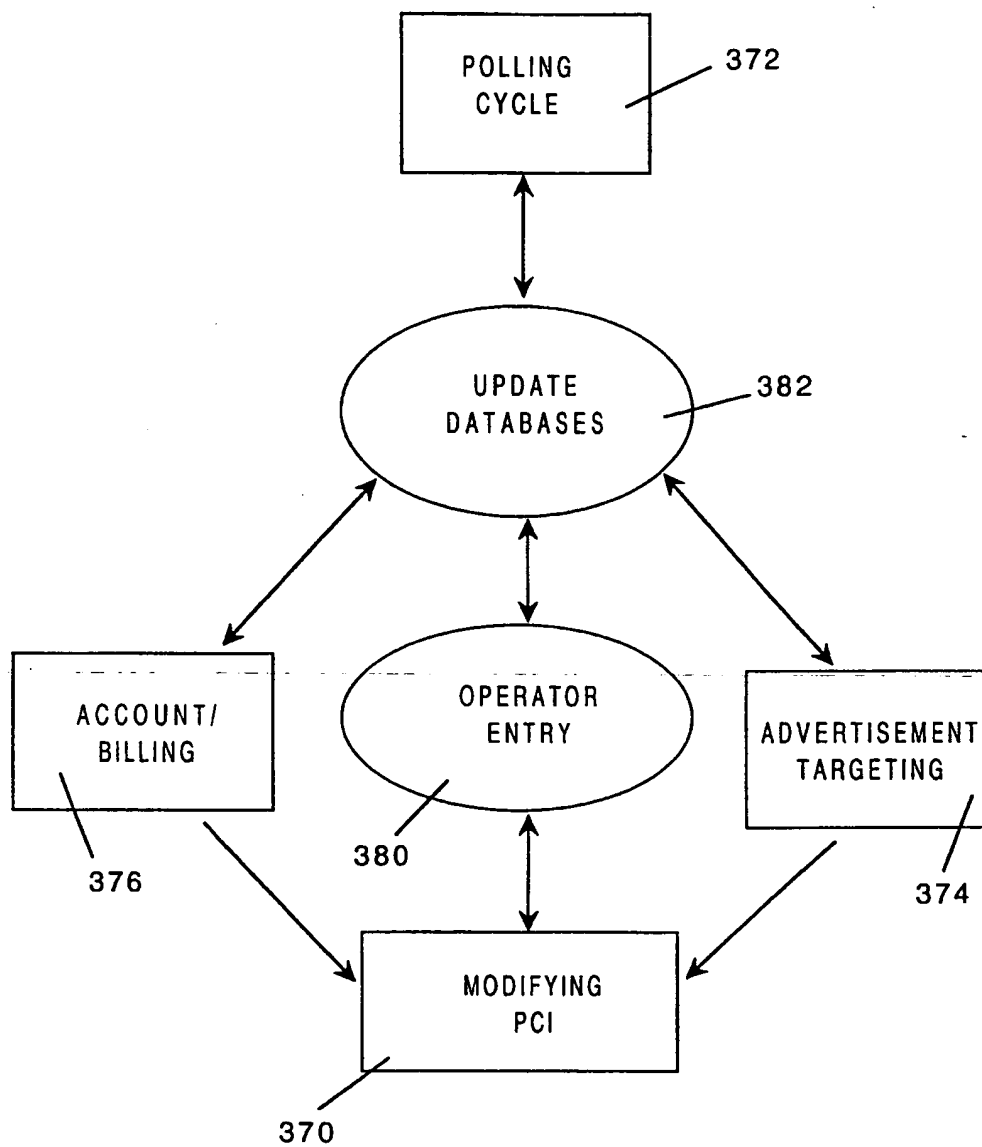 POLLING
CYCLE
372
UPDATE
DATABASES
382
ACCOUNT/
BILLING
OPERATOR
ENTRY
ADVERTISEMENT
TARGETING
376
380
374
MODIFYING
PCI
370